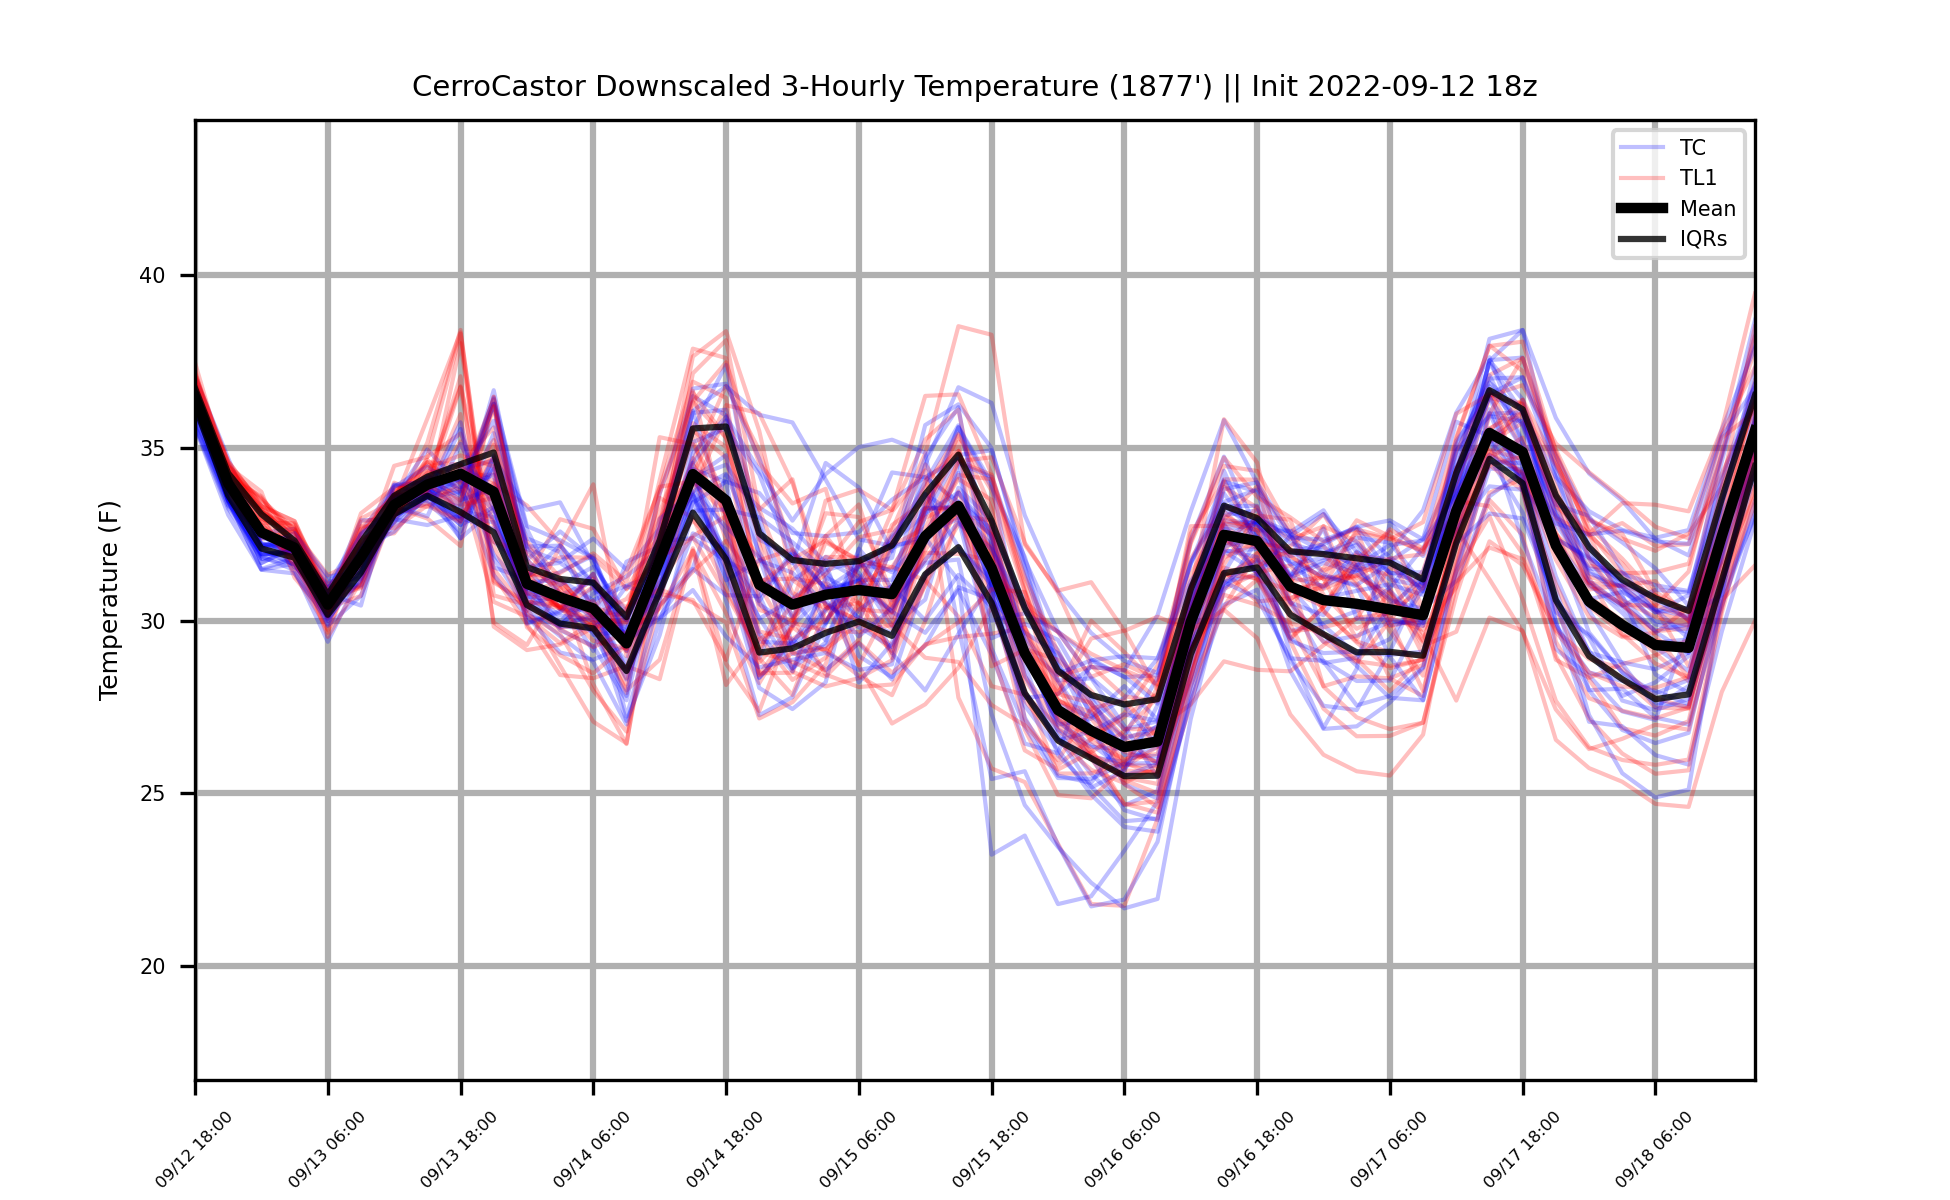 CerroCastor Downscaled 3-Hourly Temperature (1877') || Init 2022-09-12 18z
TC
TL1
Mean
IQRs
Temperature (F)
40
35
30
25
20
09/12 18:00
09/13 06:00
09/13 18:00
09/14 06:00
09/14 18:00
09/15 06:00
09/15 18:00
09/16 06:00
09/16 18:00
09/17 06:00
09/17 18:00
09/18 06:00